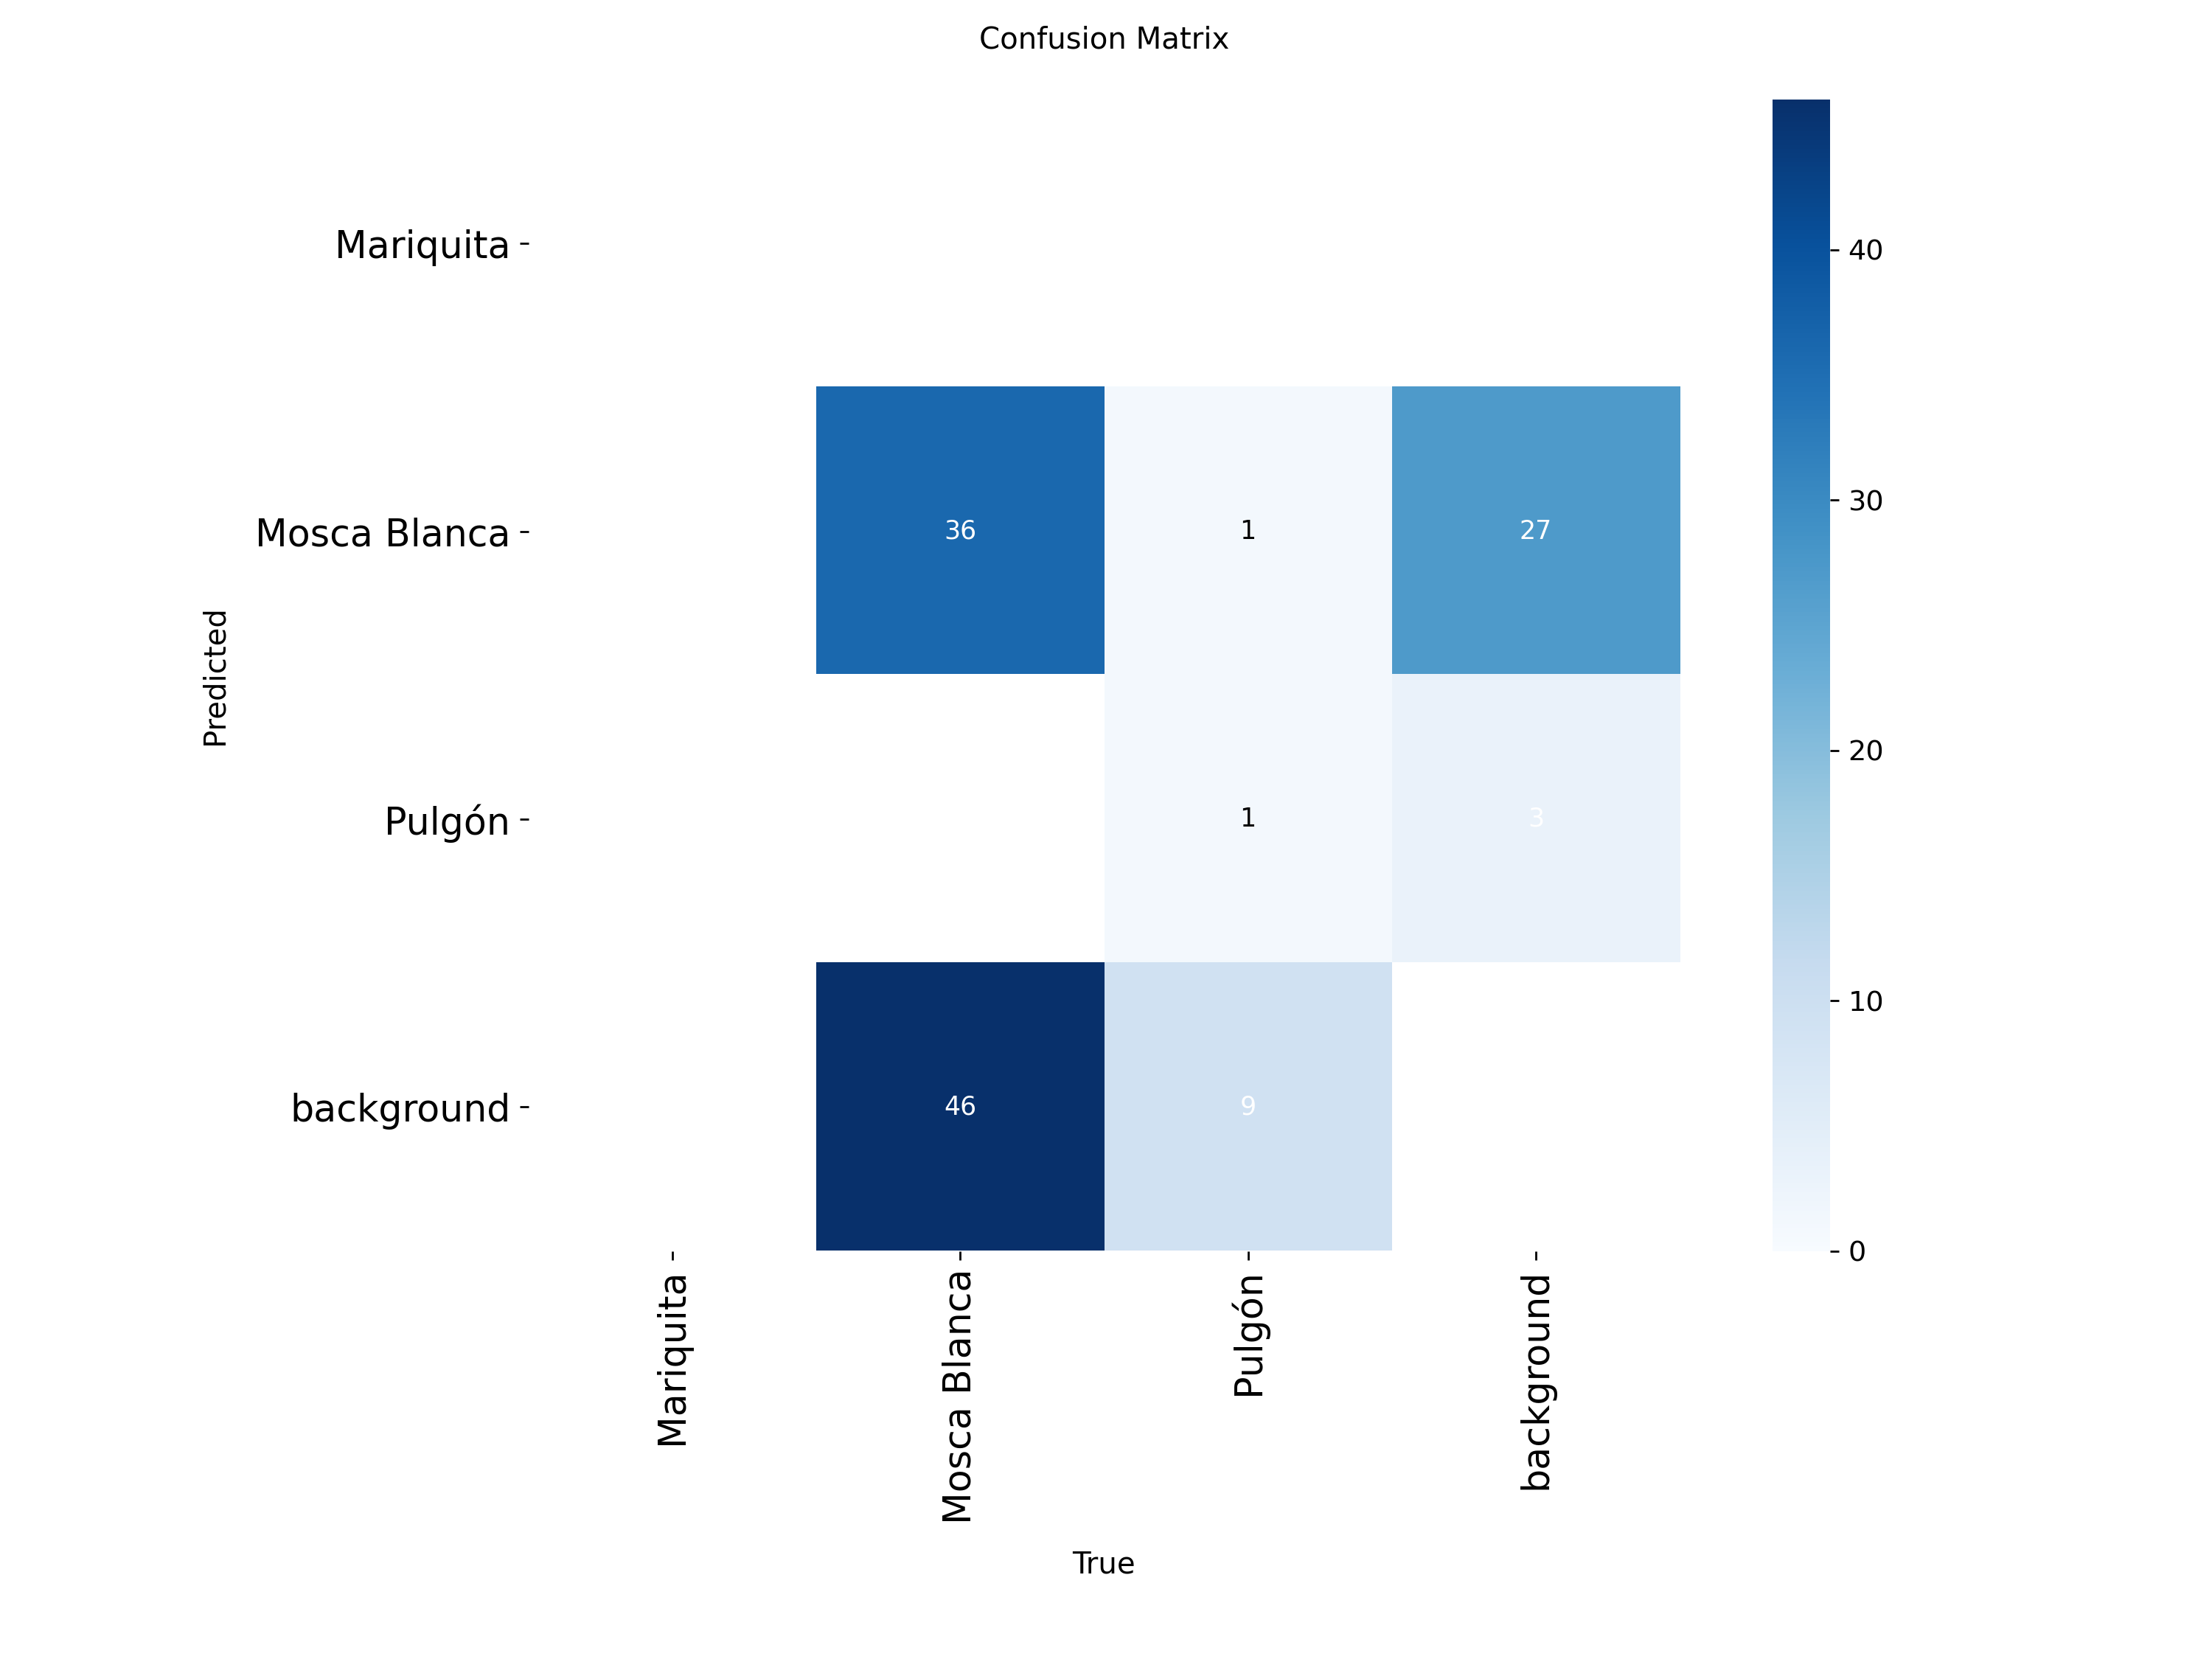 Confusion Matrix
Mariquita
Mosca Blanca
Pulgón
background
Predicted
36 1 27
1 3
46 9
40
30
20
10
0
Mariquita
Mosca Blanca
Pulgón
background
True